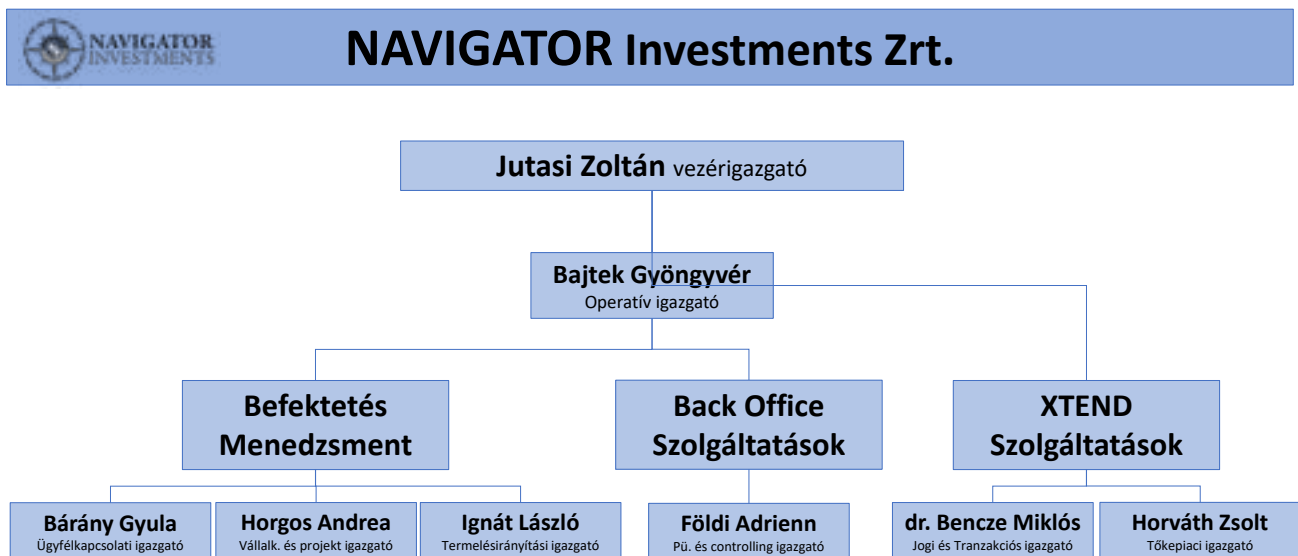 NAVIGATOR
INVESTMENTS
NAVIGATOR Investments Zrt.
Jutasi Zoltán vezérigazgató
Bajtek Gyöngyvér
Operatív igazgató
Befektetés
Menedzsment
Back Office
Szolgáltatások
XTEND
Szolgáltatások
Bárány Gyula
Ügyfélkapcsolati igazgató
Horgos Andrea
Vállalk. és projekt igazgató
Ignát László
Termelésirányítási igazgató
Földi Adrienn
Pü. és controlling igazgató
dr. Bencze Miklós
Jogi és Tranzakciós igazgató
Horváth Zsolt
Tőkepiaci igazgató